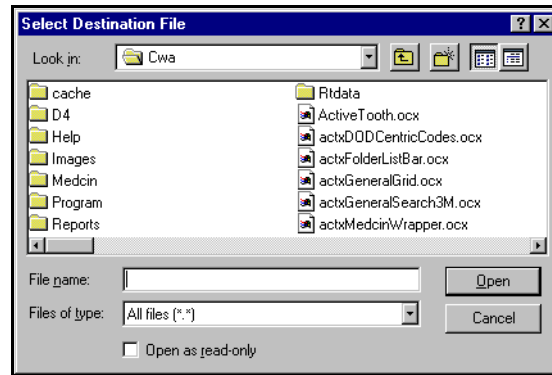 Select Destination File
Look in: Cwa
cache
D4
Help
Images
Medcin
Program
Reports
Rtdata
ActiveTooth.ocx
actxDODCentricCodes.ocx
actxFolderListBar.ocx
actxGeneralGrid.ocx
actxGeneralSearch3M.ocx
actxMedcinWrapper.ocx
File name: Open
Files of type: All files (*.*) Cancel
Open as read-only